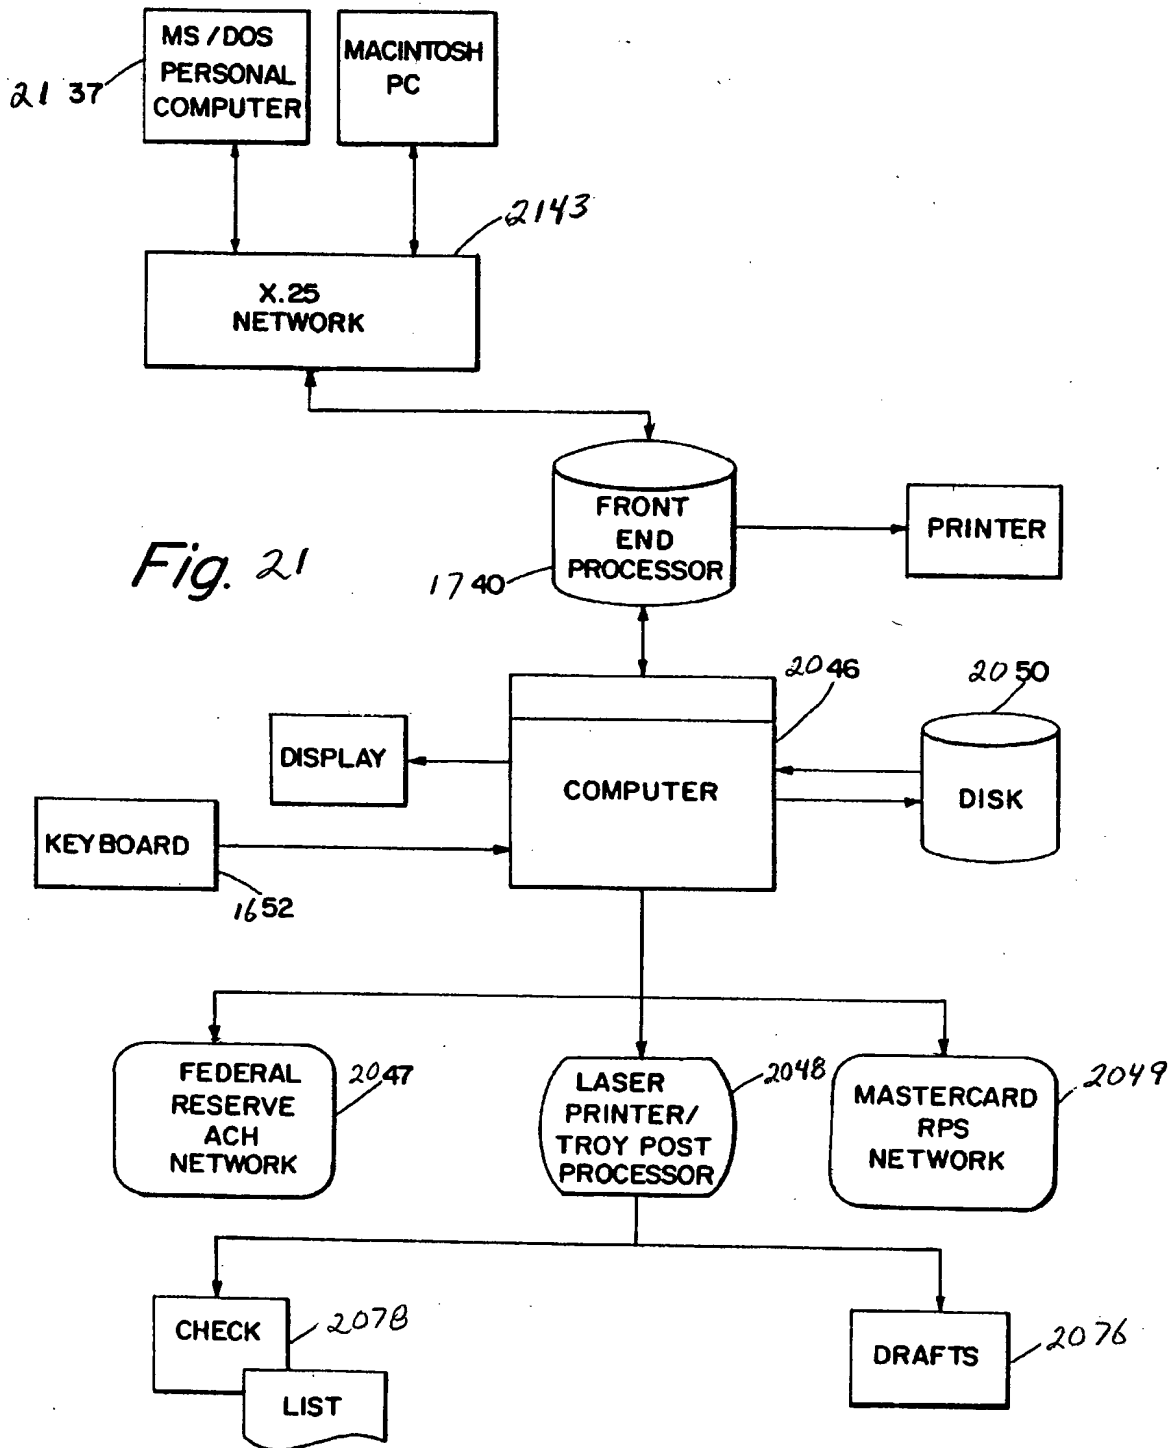 MS/DOS
PERSONAL
COMPUTER
2137
MACINTOSH
PC
2143
X.25
NETWORK
FRONT
END
PROCESSOR
1740
PRINTER
Fig. 21
2046
2050
DISPLAY
COMPUTER
DISK
KEYBOARD
1652
FEDERAL
RESERVE
ACH
NETWORK
2047
LASER
PRINTER/
TROY POST
PROCESSOR
2048
MASTERCARD
RPS
NETWORK
2049
CHECK
2078
LIST
DRAFTS
2076